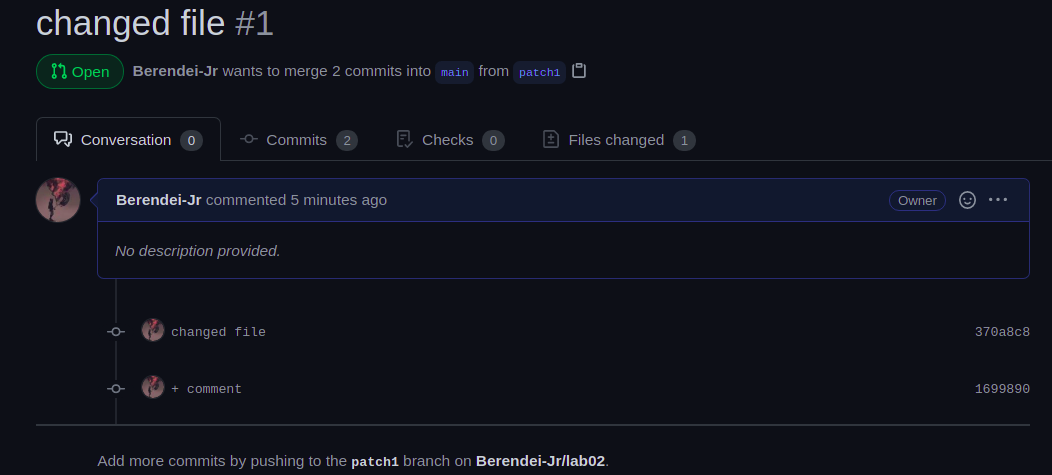 changed file #1
Open Berendei-Jr wants to merge 2 commits into main from patch1
Conversation 0 Commits 2 Checks 0 Files changed 1
Berendei-Jr commented 5 minutes ago Owner
No description provided.
changed file 370a8c8
+ comment 1699890
Add more commits by pushing to the patch1 branch on Berendei-Jr/lab02.